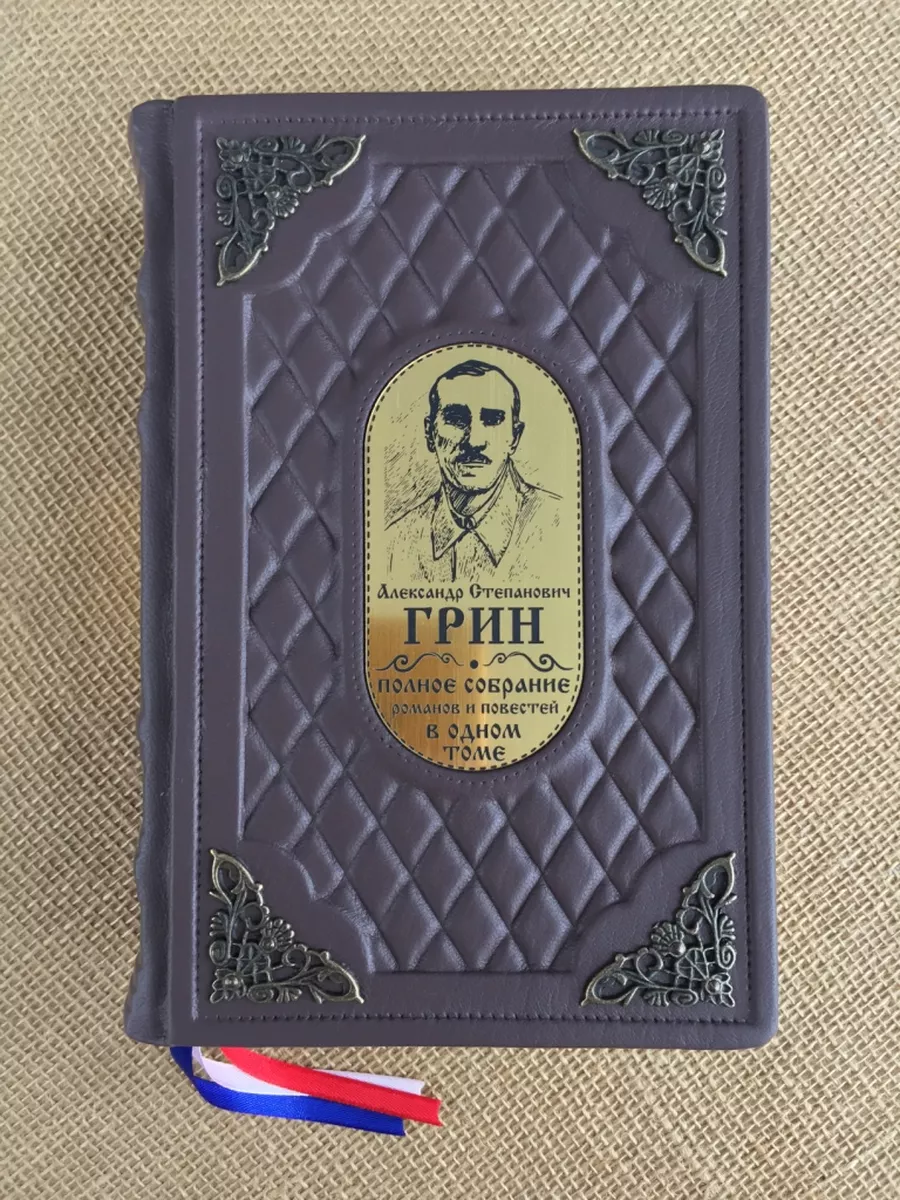 Александр Степанович
ГРИН
ПОЛНОЕ СОБРАНИЕ
РОМАНОВ И ПОВЕСТЕЙ
В ОДНОМ
ТОМЕ